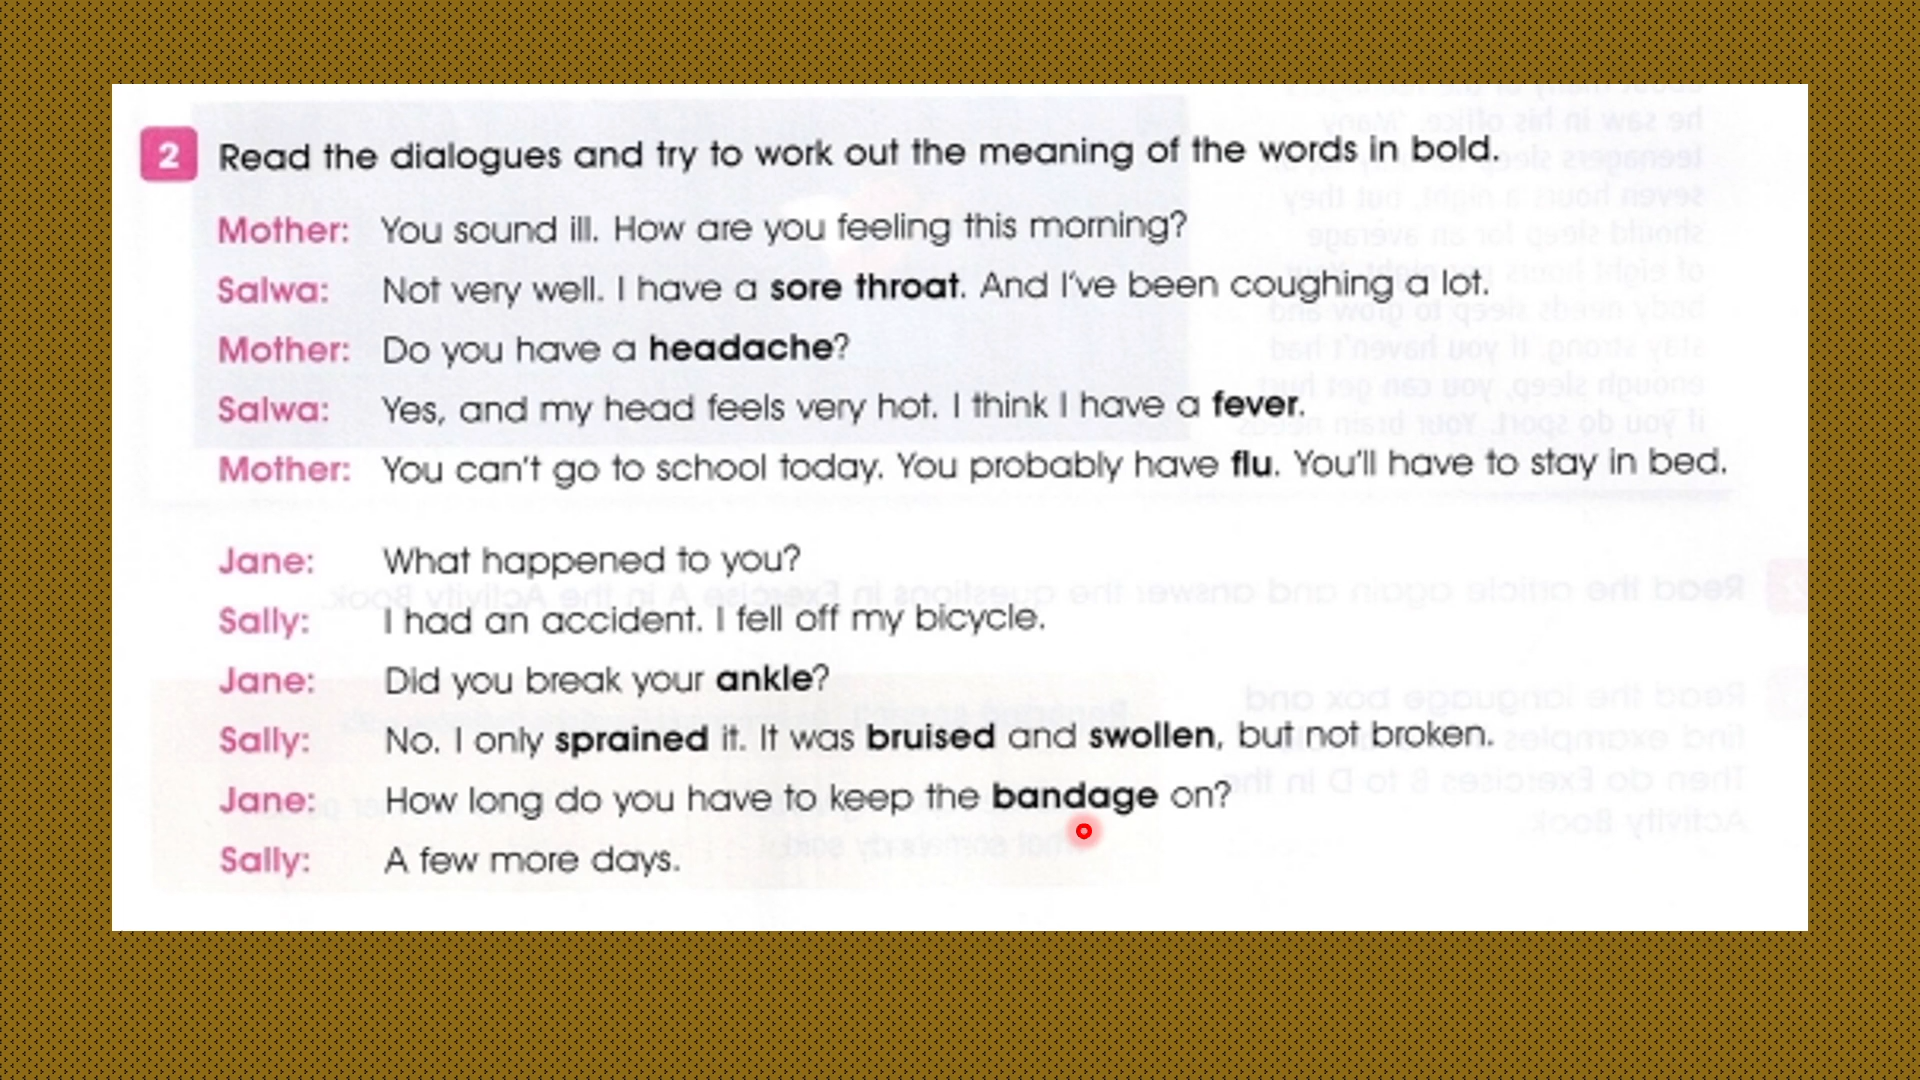 2 Read the dialogues and try to work out the meaning of the words in bold.
Mother: You sound ill. How are you feeling this morning?
Salwa: Not very well. I have a sore throat. And I've been coughing a lot.
Mother: Do you have a headache?
Salwa: Yes, and my head feels very hot. I think I have a fever.
Mother: You can't go to school today. You probably have flu. You'll have to stay in bed.
Jane: What happened to you?
Sally: I had an accident. I fell off my bicycle.
Jane: Did you break your ankle?
Sally: No. I only sprained it. It was bruised and swollen, but not broken.
Jane: How long do you have to keep the bandage on?
Sally: A few more days.